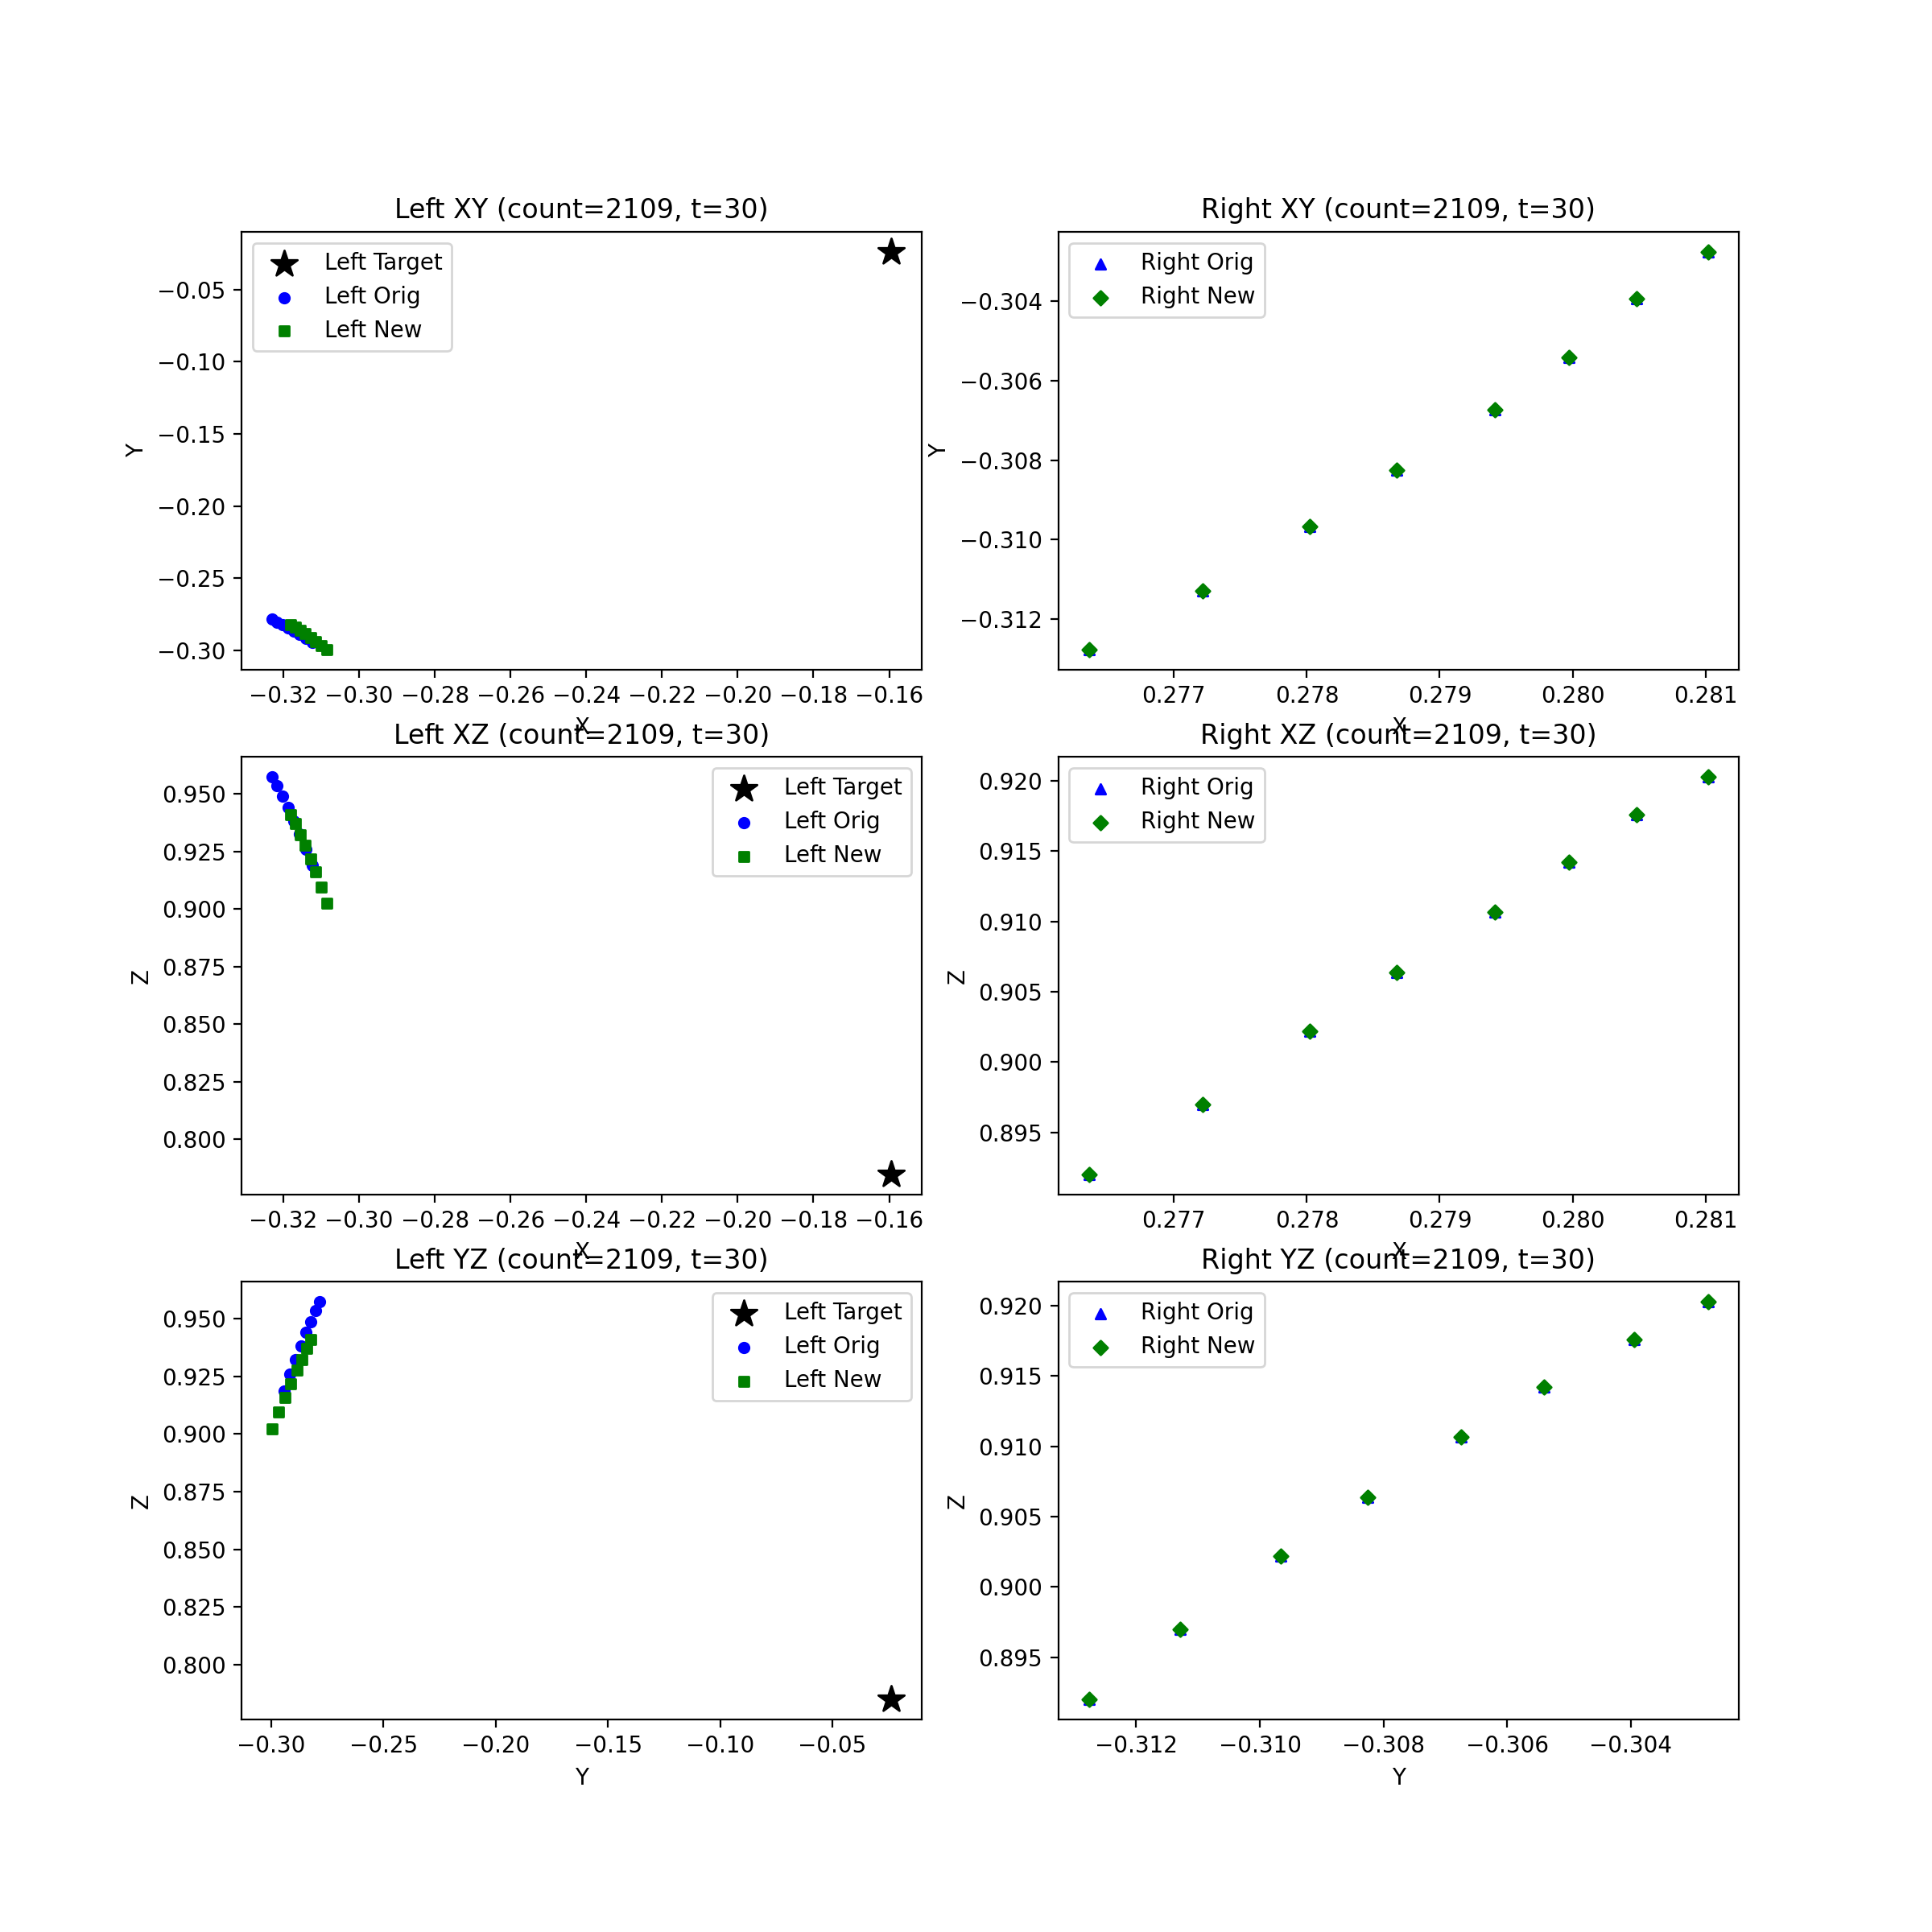 Left XY (count=2109, t=30)
Left Target
Left Orig
Left New
Y
−0.05
−0.10
−0.15
−0.20
−0.25
−0.30
−0.32 −0.30 −0.28 −0.26 −0.24 −0.22 −0.20 −0.18 −0.16
X
Right XY (count=2109, t=30)
Right Orig
Right New
Y
−0.304
−0.306
−0.308
−0.310
−0.312
0.277 0.278 0.279 0.280 0.281
X
Left XZ (count=2109, t=30)
Left Target
Left Orig
Left New
Z
0.950
0.925
0.900
0.875
0.850
0.825
0.800
−0.32 −0.30 −0.28 −0.26 −0.24 −0.22 −0.20 −0.18 −0.16
X
Right XZ (count=2109, t=30)
Right Orig
Right New
Z
0.920
0.915
0.910
0.905
0.900
0.895
0.277 0.278 0.279 0.280 0.281
X
Left YZ (count=2109, t=30)
Left Target
Left Orig
Left New
Z
0.950
0.925
0.900
0.875
0.850
0.825
0.800
−0.30 −0.25 −0.20 −0.15 −0.10 −0.05
Y
Right YZ (count=2109, t=30)
Right Orig
Right New
Z
0.920
0.915
0.910
0.905
0.900
0.895
−0.312 −0.310 −0.308 −0.306 −0.304
Y